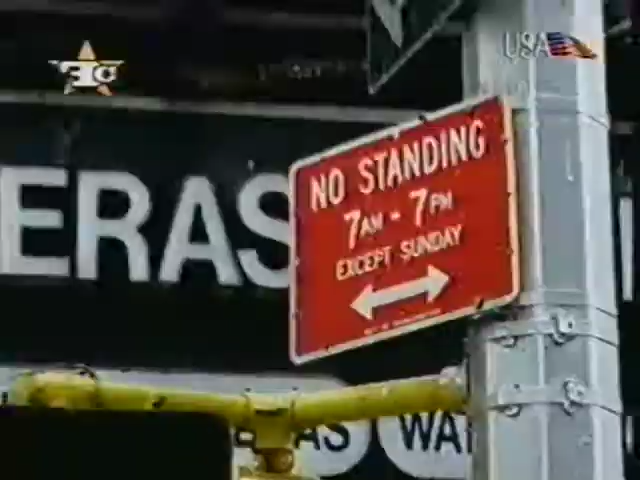 USA
ERAS
NO STANDING
7AM - 7PM
EXCEPT SUNDAY
AS
WA